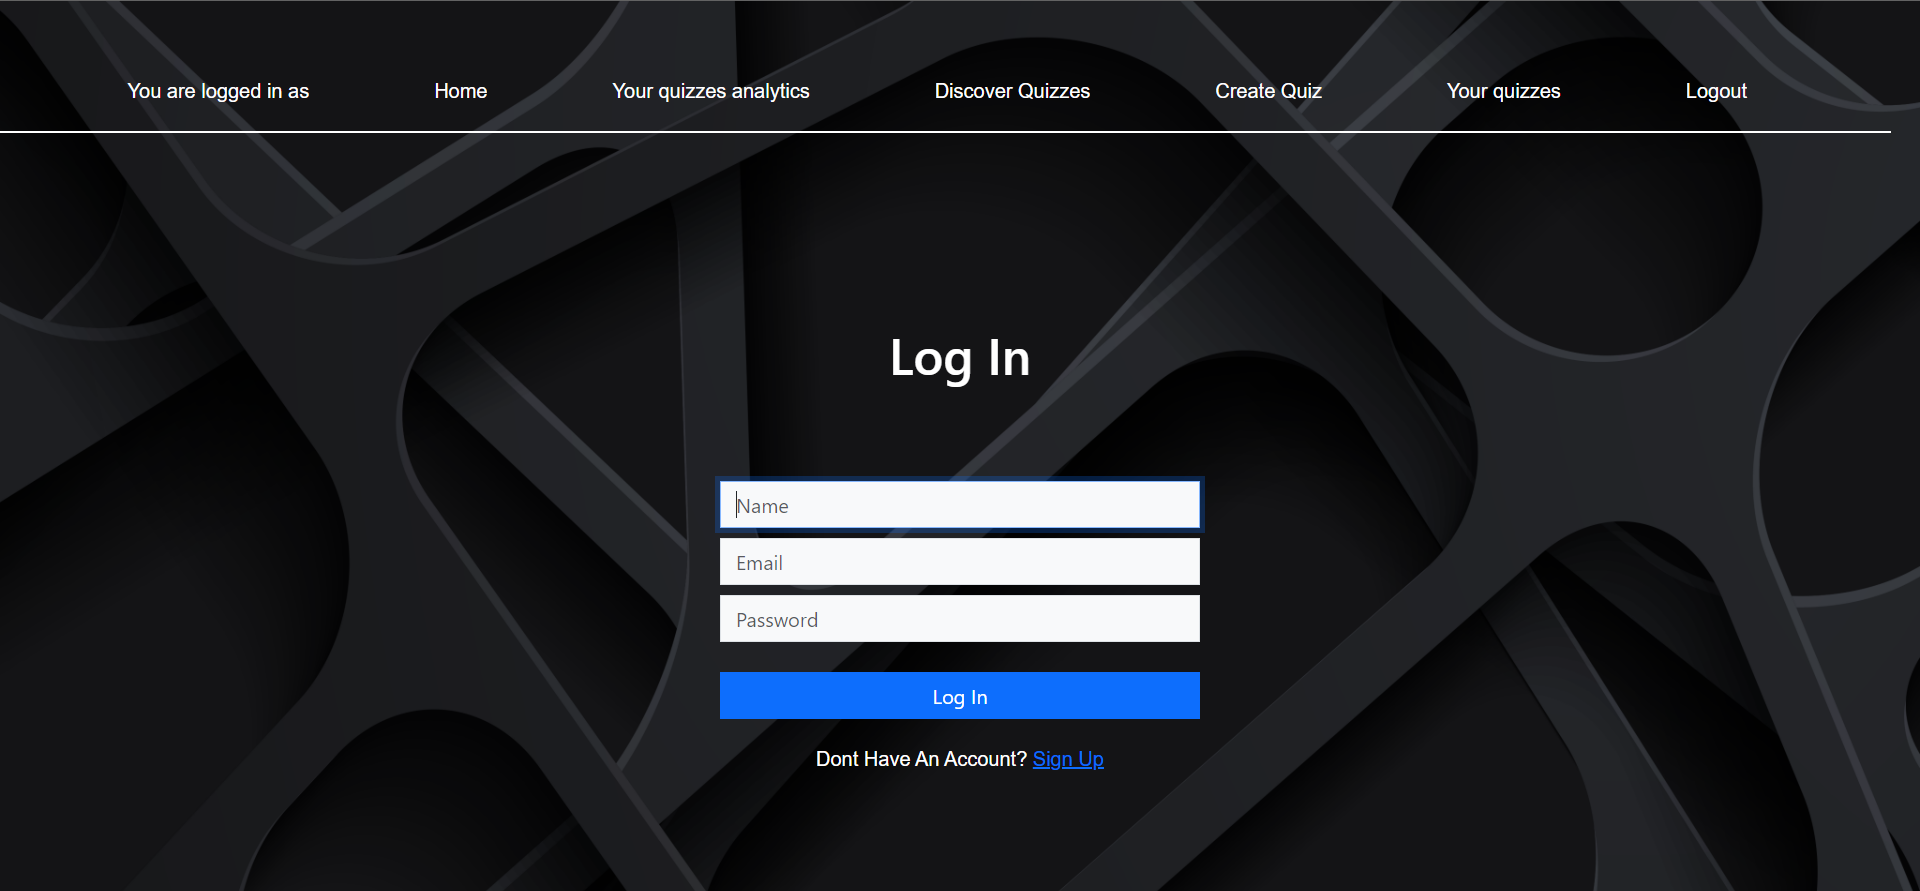 You are logged in as Home Your quizzes analytics Discover Quizzes Create Quiz Your quizzes Logout
Log In
Name
Email
Password
Log In
Dont Have An Account? Sign Up